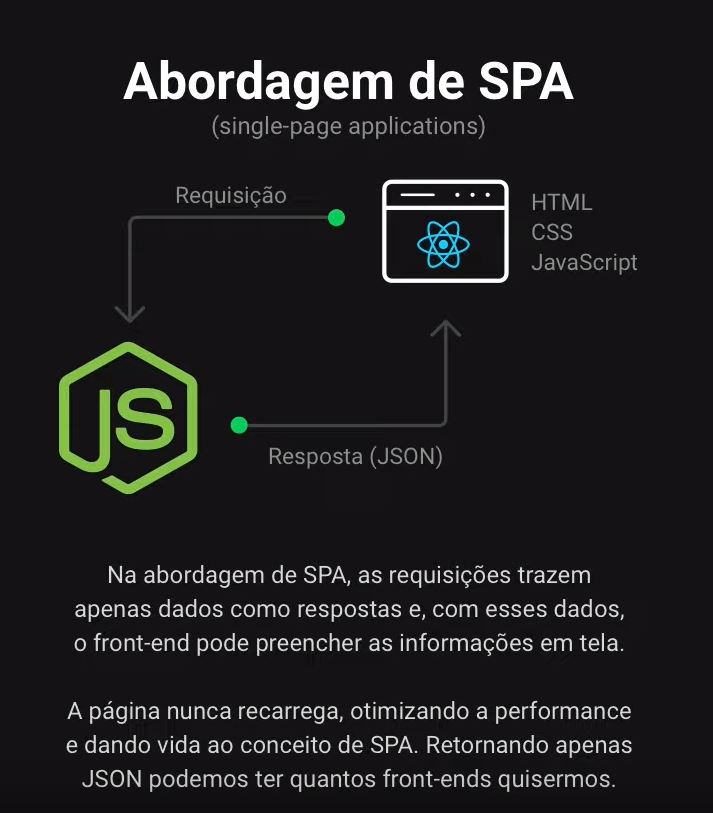 Abordagem de SPA
(single-page applications)
Requisição
HTML
CSS
JavaScript
JS
Resposta (JSON)
Na abordagem de SPA, as requisições trazem
apenas dados como respostas e, com esses dados,
o front-end pode preencher as informações em tela.
A página nunca recarrega, otimizando a performance
e dando vida ao conceito de SPA. Retornando apenas
JSON podemos ter quantos front-ends quisermos.